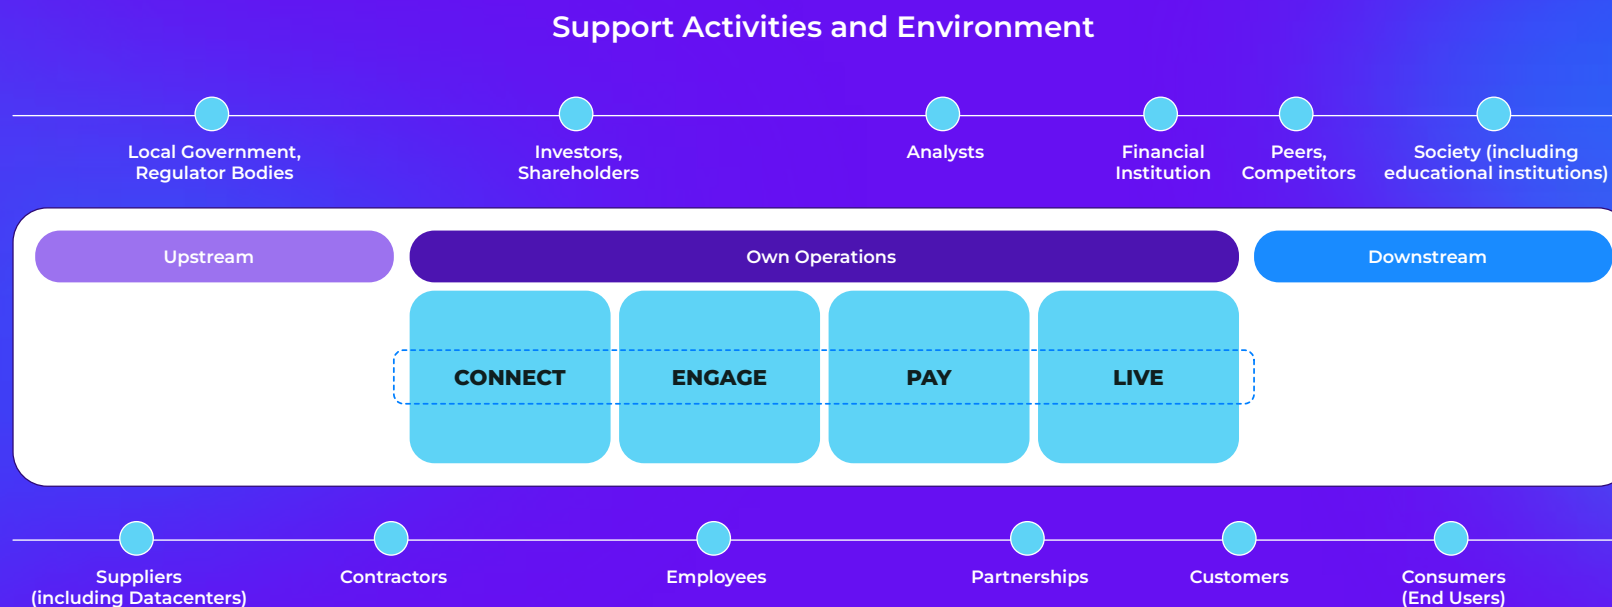 Support Activities and Environment
Local Government,
Regulator Bodies
Investors,
Shareholders
Analysts
Financial
Institution
Peers,
Competitors
Society (including
educational institutions)
Upstream
Own Operations
Downstream
CONNECT
ENGAGE
PAY
LIVE
Suppliers
(including Datacenters)
Contractors
Employees
Partnerships
Customers
Consumers
(End Users)